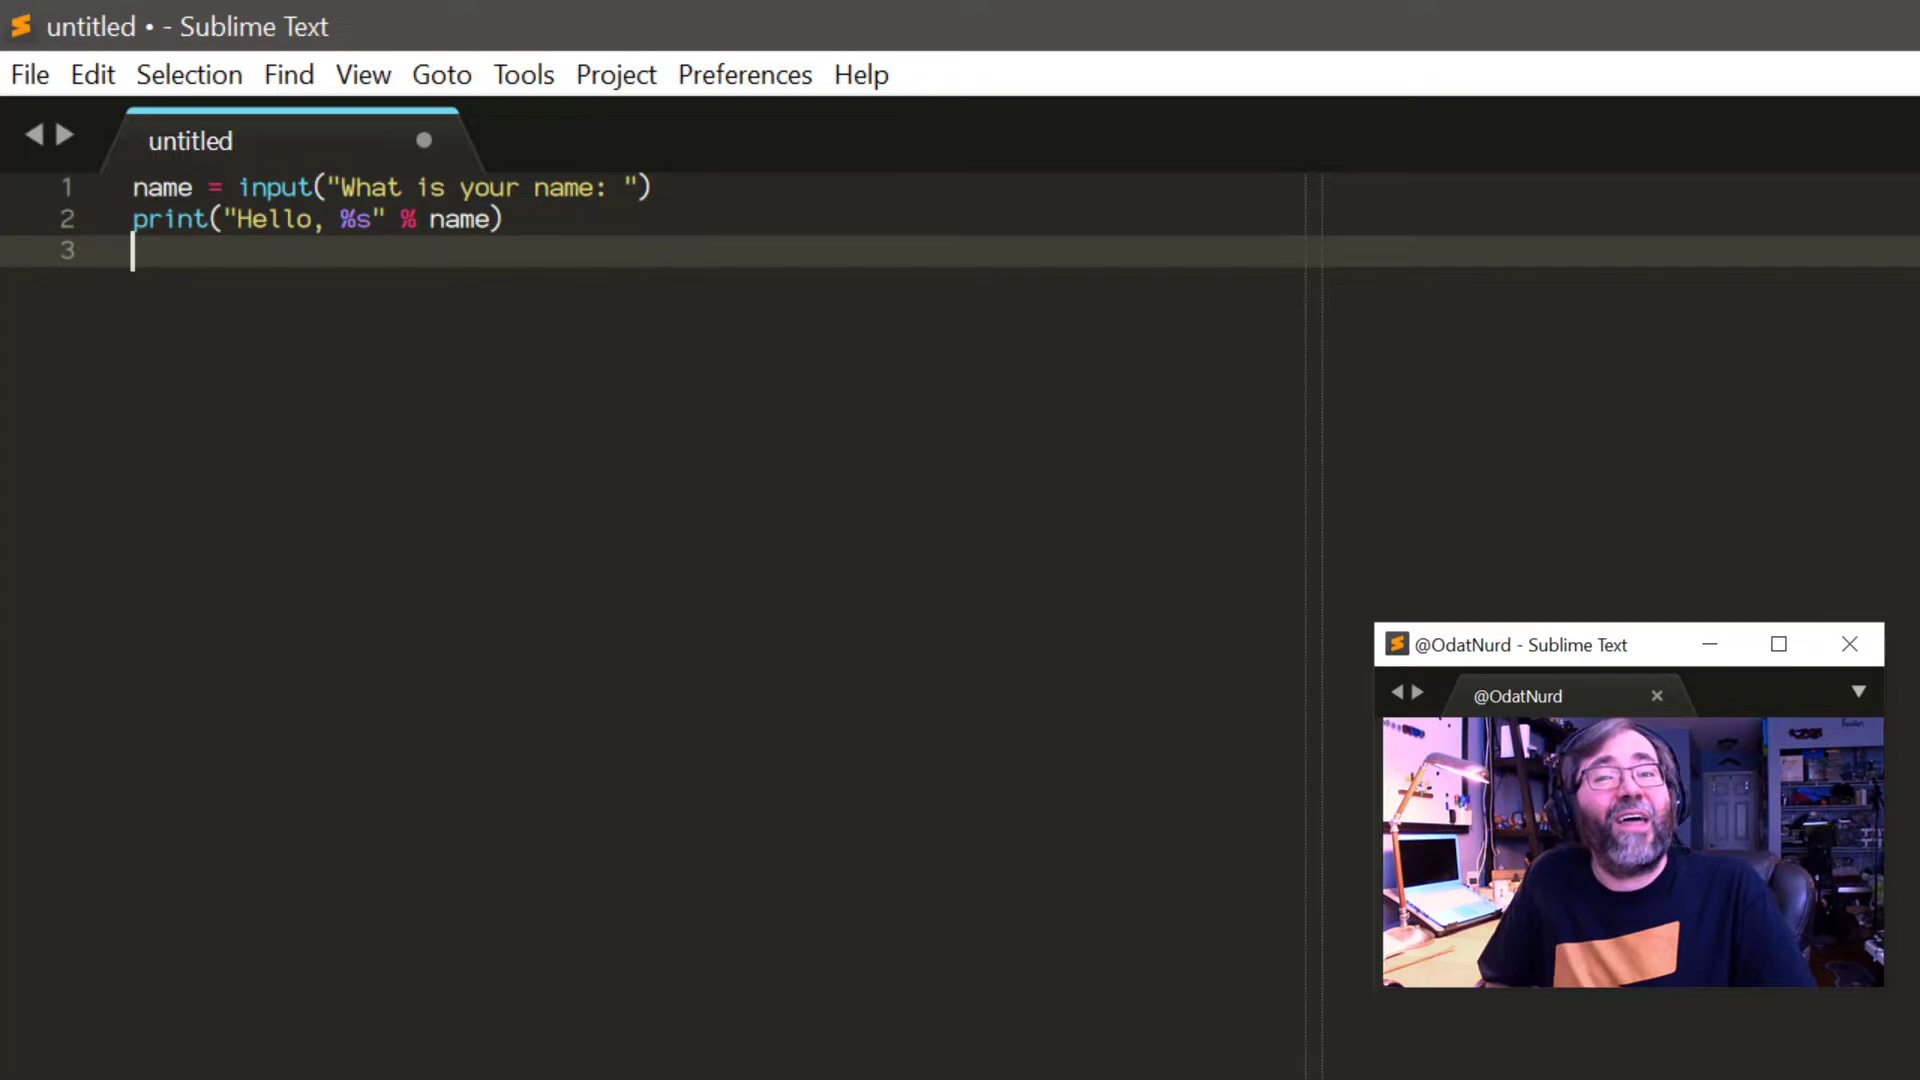 untitled • - Sublime Text
File Edit Selection Find View Goto Tools Project Preferences Help
untitled
1 name = input("What is your name: ")
2 print("Hello, %s" % name)
3
@OdatNurd - Sublime Text
@OdatNurd